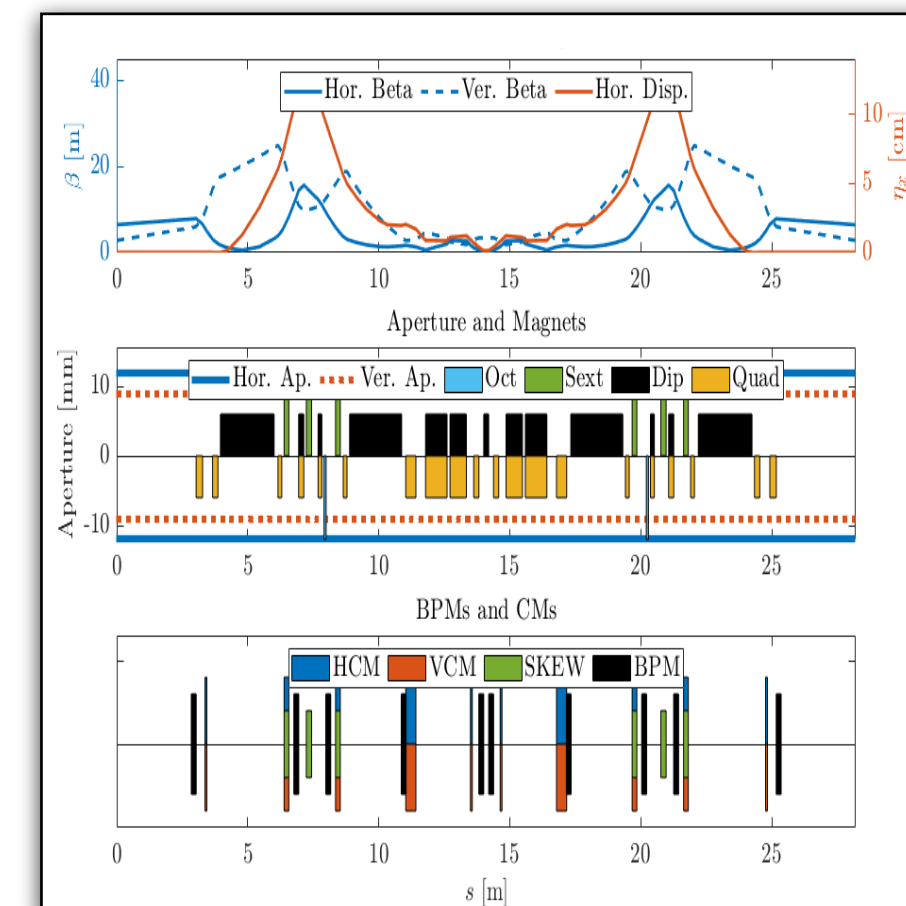 Hor. Beta Ver. Beta Hor. Disp.
40
20
0
β [m]
10
5
0
ηx [cm]
0 5 10 15 20 25
Aperture and Magnets
Hor. Ap. Ver. Ap. Oct Sext Dip Quad
10
0
-10
Aperture [mm]
0 5 10 15 20 25
BPMs and CMs
HCM VCM SKEW BPM
0 5 10 15 20 25
s [m]